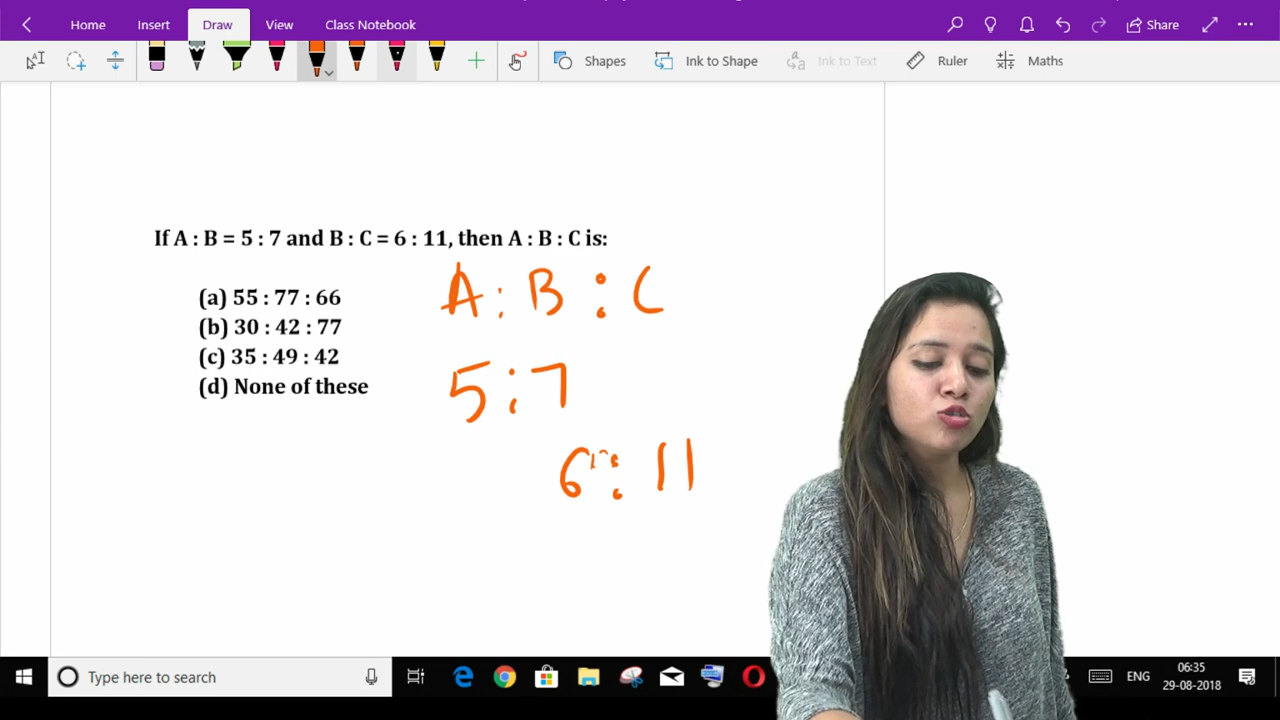 Home Insert Draw View Class Notebook Share
Shapes Ink to Shape Ink to Text Ruler Maths
If A : B = 5 : 7 and B : C = 6 : 11, then A : B : C is:
(a) 55 : 77 : 66
(b) 30 : 42 : 77
(c) 35 : 49 : 42
(d) None of these
A : B : C
5 : 7
6 : 11
Type here to search
ENG
06:35
29-08-2018